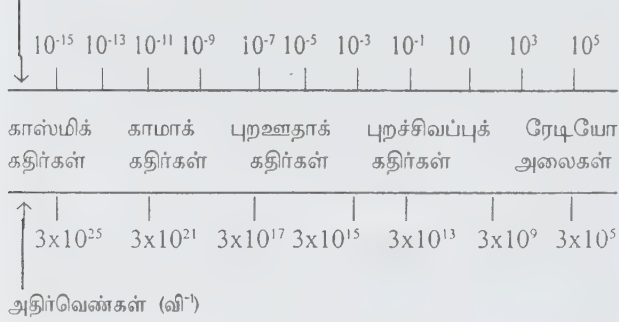 10⁻¹⁵ 10⁻¹³ 10⁻¹¹ 10⁻⁹ 10⁻⁷ 10⁻⁵ 10⁻³ 10⁻¹ 10 10³ 10⁵
காஸ்மிக் காமாக் புறஊதாக் புறச்சிவப்புக் ரேடியோ
கதிர்கள் கதிர்கள் கதிர்கள் கதிர்கள் அலைகள்
3x10²⁵ 3x10²¹ 3x10¹⁷ 3x10¹⁵ 3x10¹³ 3x10⁹ 3x10⁵
அதிர்வெண்கள் (வி⁻¹)